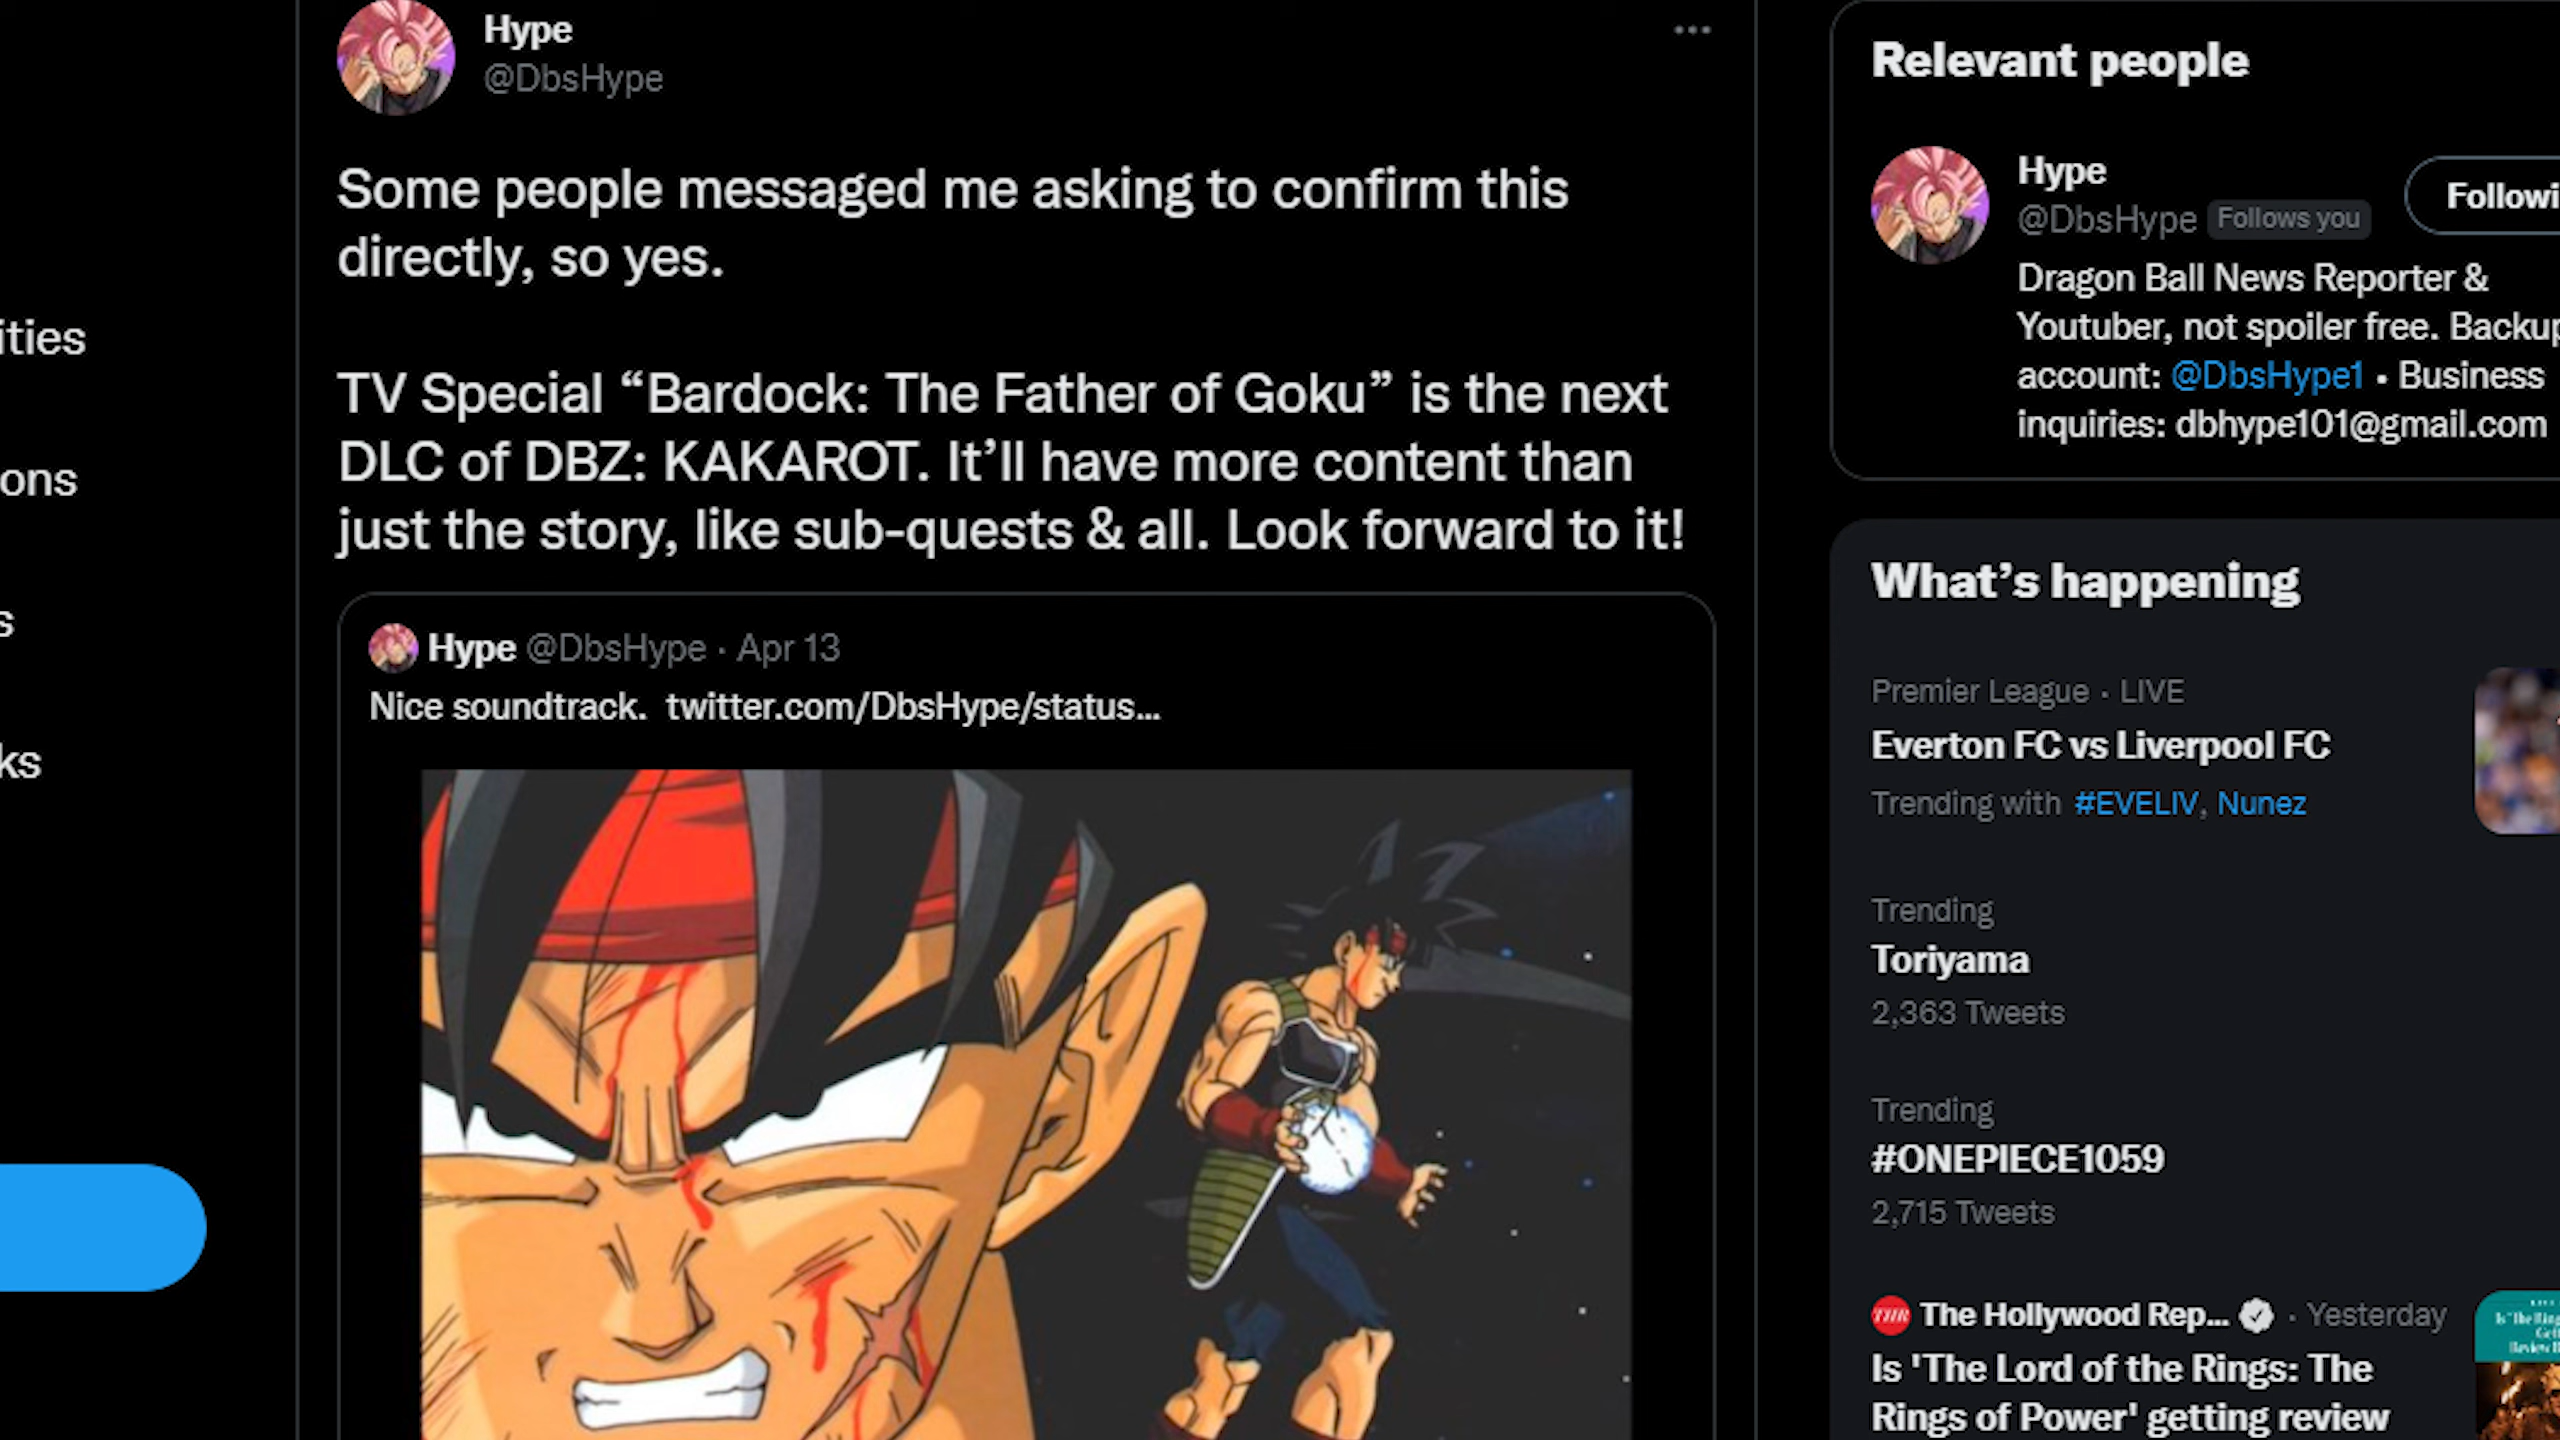 Hype
@DbsHype
Some people messaged me asking to confirm this
directly, so yes.
TV Special “Bardock: The Father of Goku” is the next
DLC of DBZ: KAKAROT. It’ll have more content than
just the story, like sub-quests & all. Look forward to it!
Hype @DbsHype · Apr 13
Nice soundtrack. twitter.com/DbsHype/status...
ities
ons
s
ks
Relevant people
Hype
@DbsHype Follows you
Followi
Dragon Ball News Reporter &
Youtuber, not spoiler free. Backup
account: @DbsHype1 • Business
inquiries: dbhype101@gmail.com
What’s happening
Premier League · LIVE
Everton FC vs Liverpool FC
Trending with #EVELIV, Nunez
Trending
Toriyama
2,363 Tweets
Trending
#ONEPIECE1059
2,715 Tweets
THR The Hollywood Rep... · Yesterday
Is 'The Lord of the Rings: The
Rings of Power' getting review